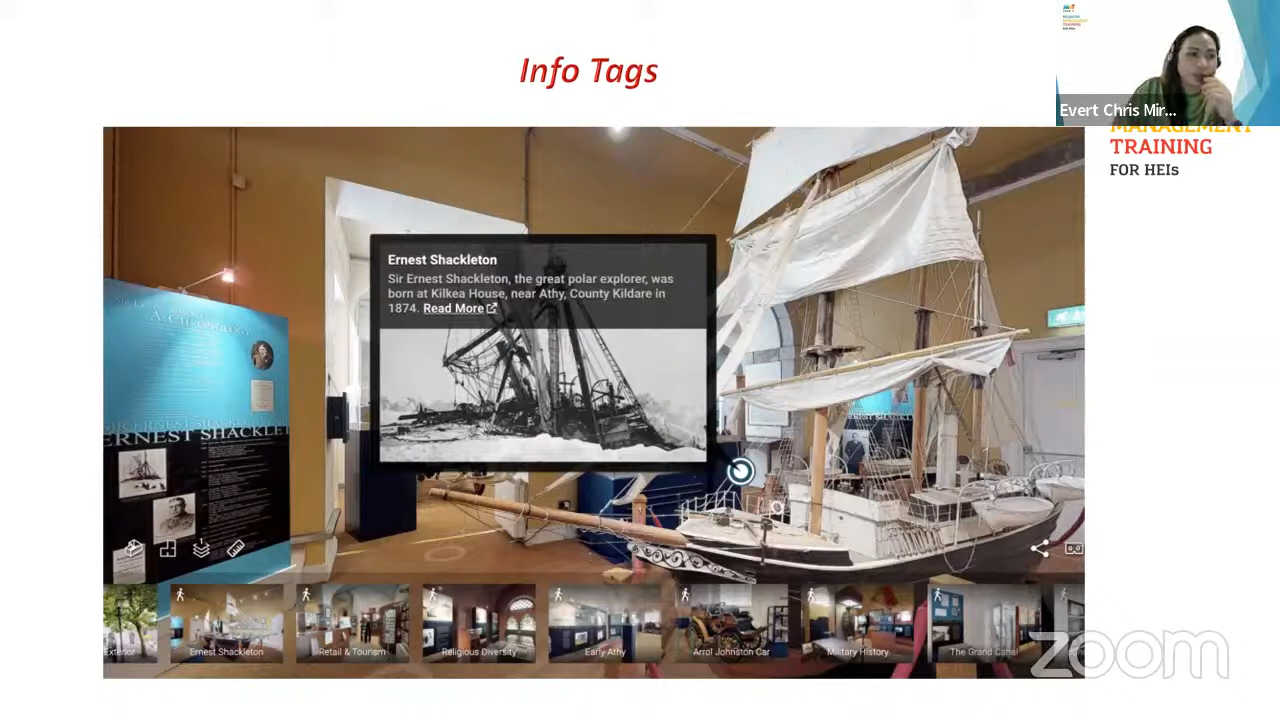 Info Tags
Evert Chris Mir...
MANAGEMENT
TRAINING
FOR HEIs
Ernest Shackleton
Sir Ernest Shackleton, the great polar explorer, was
born at Kilkea House, near Athy, County Kildare in
1874. Read More
A CHRONOLOGY
ERNEST SHACKLE
Exterior
Ernest Shackleton
Retail & Tourism
Religious Diversity
Early Athy
Arrol Johnston Car
Military History
The Grand Canal
zoom